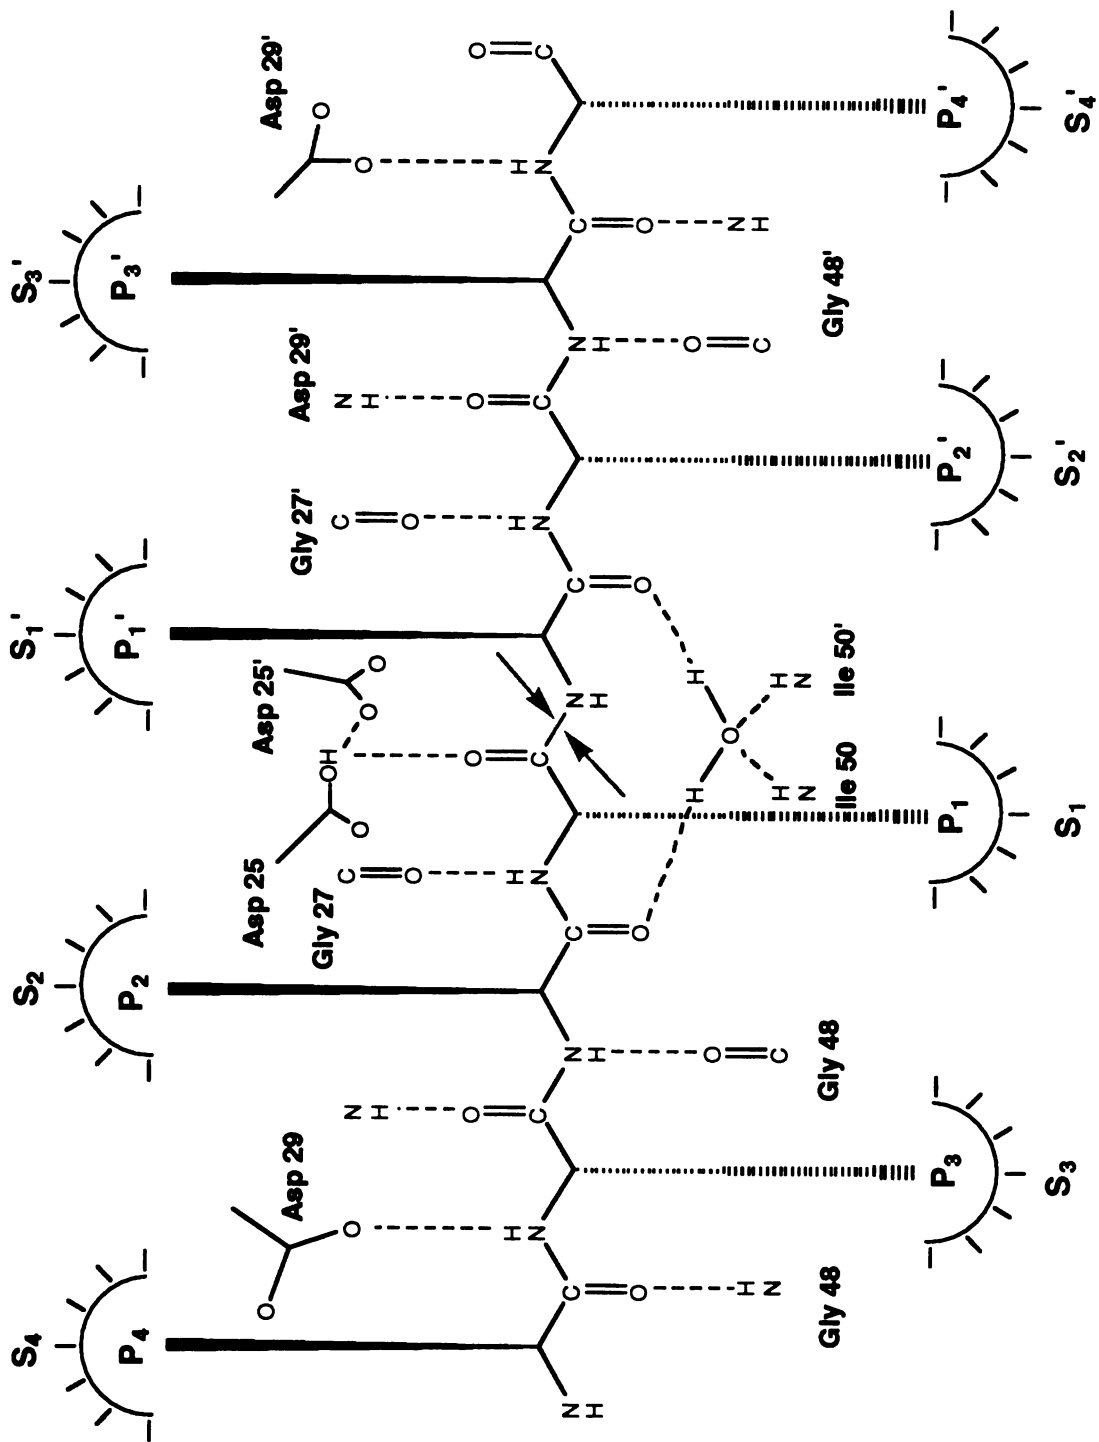 S4 S2 S1' S3'
P4 P2 P1' P3'
O Asp 25 Asp 25' Asp 29'
Asp 29 Gly 27 Gly 27' Asp 29'
OH O
O N C O O O C N O
H O O H
O O O O
H H H H
N C N C N C N C
N C N C N C N C
H H H H
O O O O
H H O
O O N
H H
N C H H C
N N
Gly 48 Gly 48 Ile 50 Ile 50' Gly 48'
P3 P1 P2' P4'
S3 S1 S2' S4'